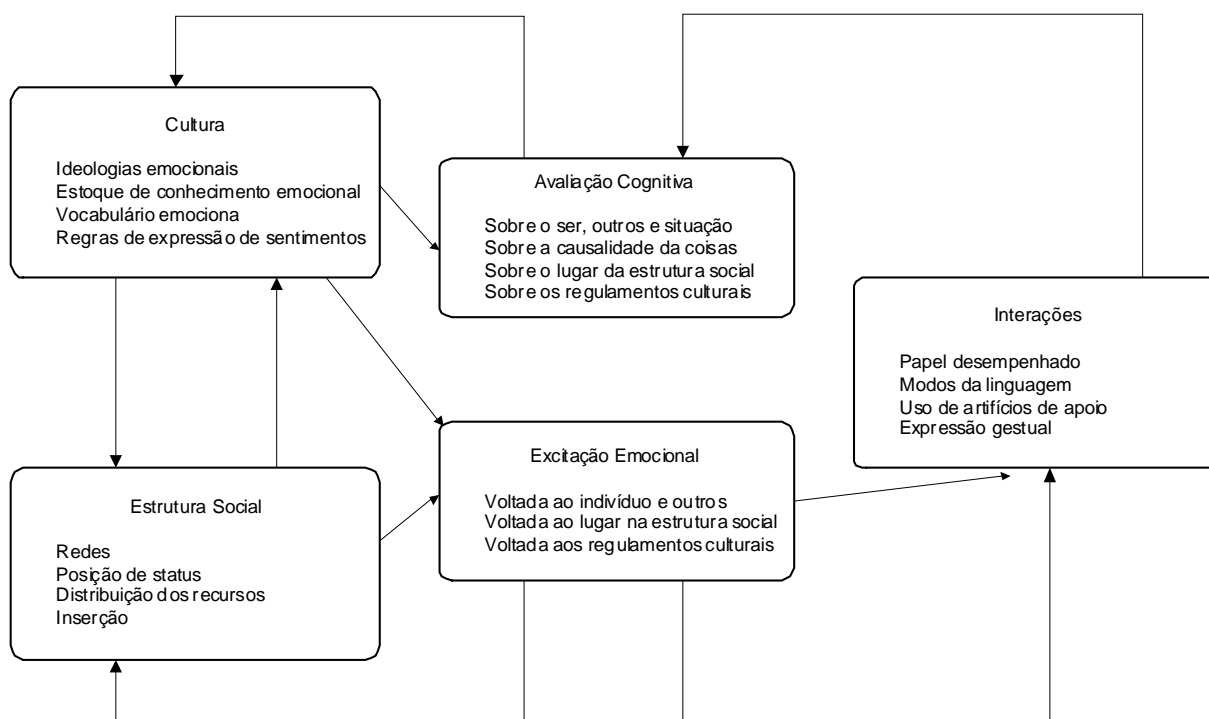 Cultura
Ideologias emocionais
Estoque de conhecimento emocional
Vocabulário emociona
Regras de expressão de sentimentos
Avaliação Cognitiva
Sobre o ser, outros e situação
Sobre a causalidade da coisas
Sobre o lugar da estrutura social
Sobre os regulamentos culturais
Interações
Papel desempenhado
Modos da linguagem
Uso de artifícios de apoio
Expressão gestual
Estrutura Social
Redes
Posição de status
Distribuição dos recursos
Inserção
Excitação Emocional
Voltada ao indivíduo e outros
Voltada ao lugar na estrutura social
Voltada aos regulamentos culturais